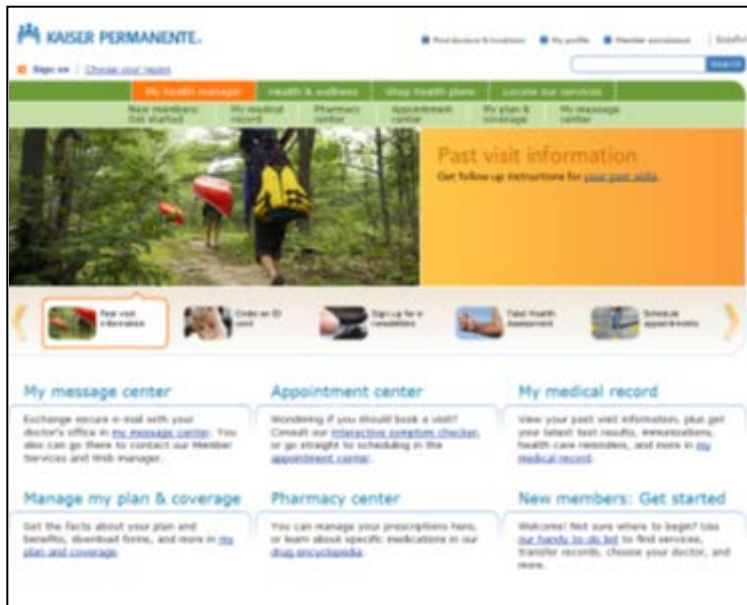 KAISER PERMANENTE.
Find doctors & locations My profile Member assistance Español
Sign on Choose your region
Search
My health manager Health & wellness Shop health plans Locate our services
New members: Get started My medical record Pharmacy center Appointment center My plan & coverage My message center
Past visit information
Get follow-up instructions for your past visits.
Past visit information
Order an ID card
Sign up for e-newsletters
Total Health Assessment
Schedule appointments
My message center
Exchange secure e-mail with your
doctor's office in my message center. You
also can go there to contact our Member
Services and Web manager.
Appointment center
Wondering if you should book a visit?
Consult our interactive symptom checker,
or go straight to scheduling in the
appointment center.
My medical record
View your past visit information, plus get
your latest test results, immunizations,
health care reminders, and more in my
medical record.
Manage my plan & coverage
Get the facts about your plan and
benefits, download forms, and more in my
plan and coverage.
Pharmacy center
You can manage your prescriptions here,
or learn about specific medications in our
drug encyclopedia.
New members: Get started
Welcome! Not sure where to begin? Use
our handy to-do list to find services,
transfer records, choose your doctor, and
more.